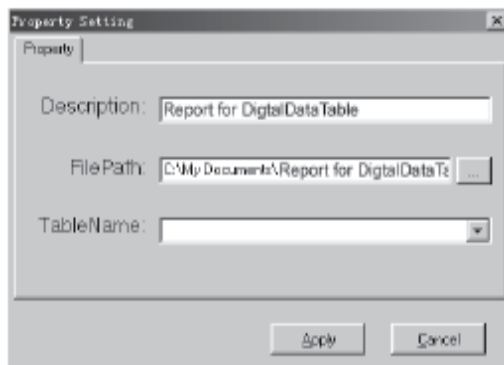 Property Setting
Property
Description: Report for DigtalDataTable
FilePath: C:\My Documents\Report for DigtalDataTa ...
TableName:
Apply Cancel